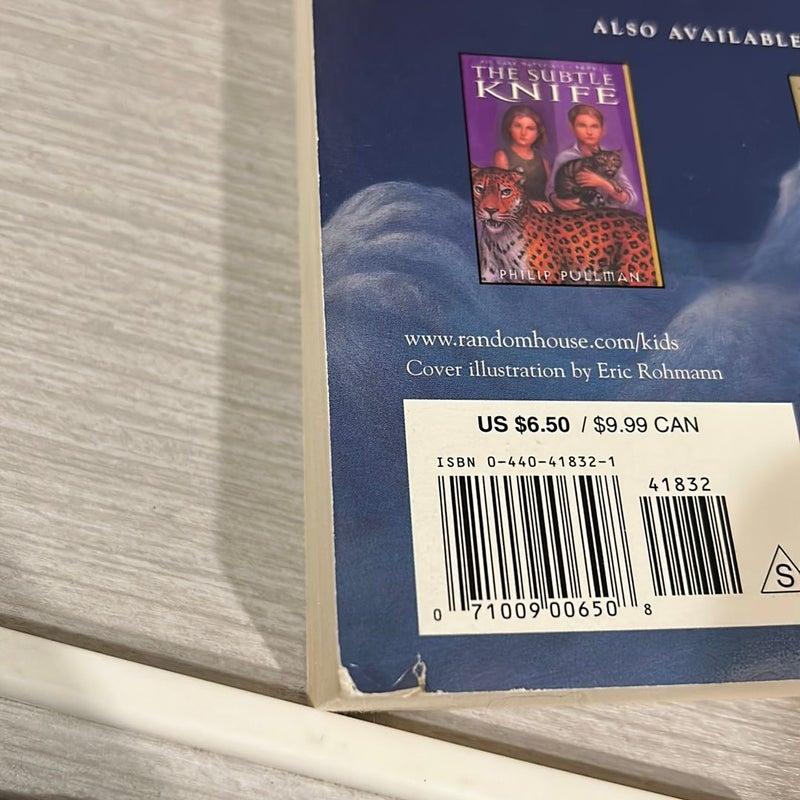 ALSO AVAILABLE
THE SUBTLE
KNIFE
PHILIP PULLMAN
www.randomhouse.com/kids
Cover illustration by Eric Rohmann
US $6.50 / $9.99 CAN
ISBN 0-440-41832-1
41832
0 71009 00650 8
S